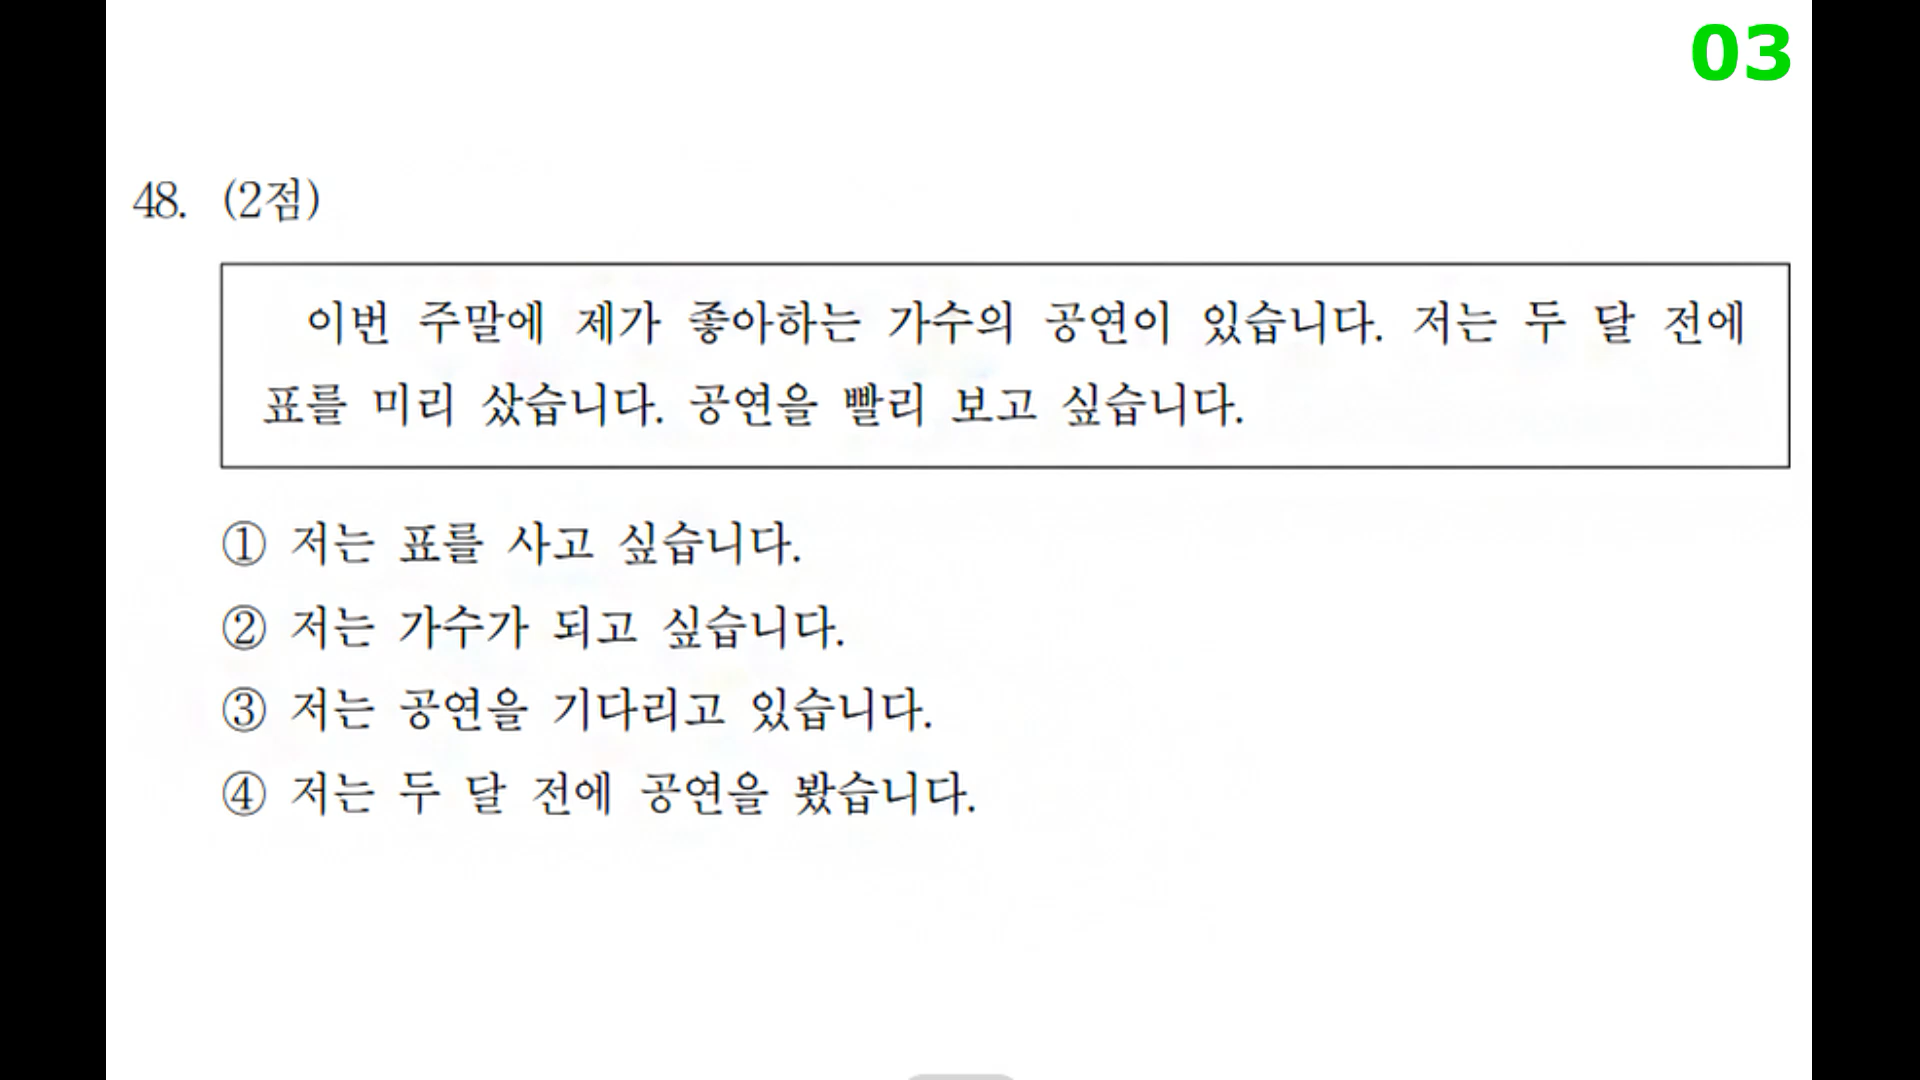 03
48. (2점)
이번 주말에 제가 좋아하는 가수의 공연이 있습니다. 저는 두 달 전에
표를 미리 샀습니다. 공연을 빨리 보고 싶습니다.
① 저는 표를 사고 싶습니다.
② 저는 가수가 되고 싶습니다.
③ 저는 공연을 기다리고 있습니다.
④ 저는 두 달 전에 공연을 봤습니다.